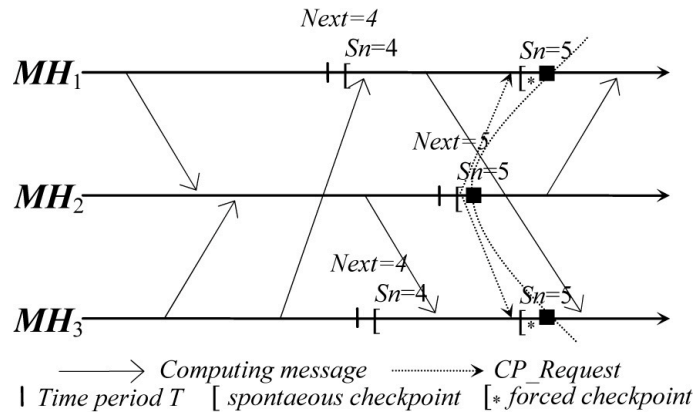 Next=4
Sn=4
Sn=5
MH1
Next=5
Sn=5
MH2
Next=4
Sn=4
Sn=5
MH3
Computing message
CP_Request
Time period T
[ spontaeous checkpoint
[* forced checkpoint